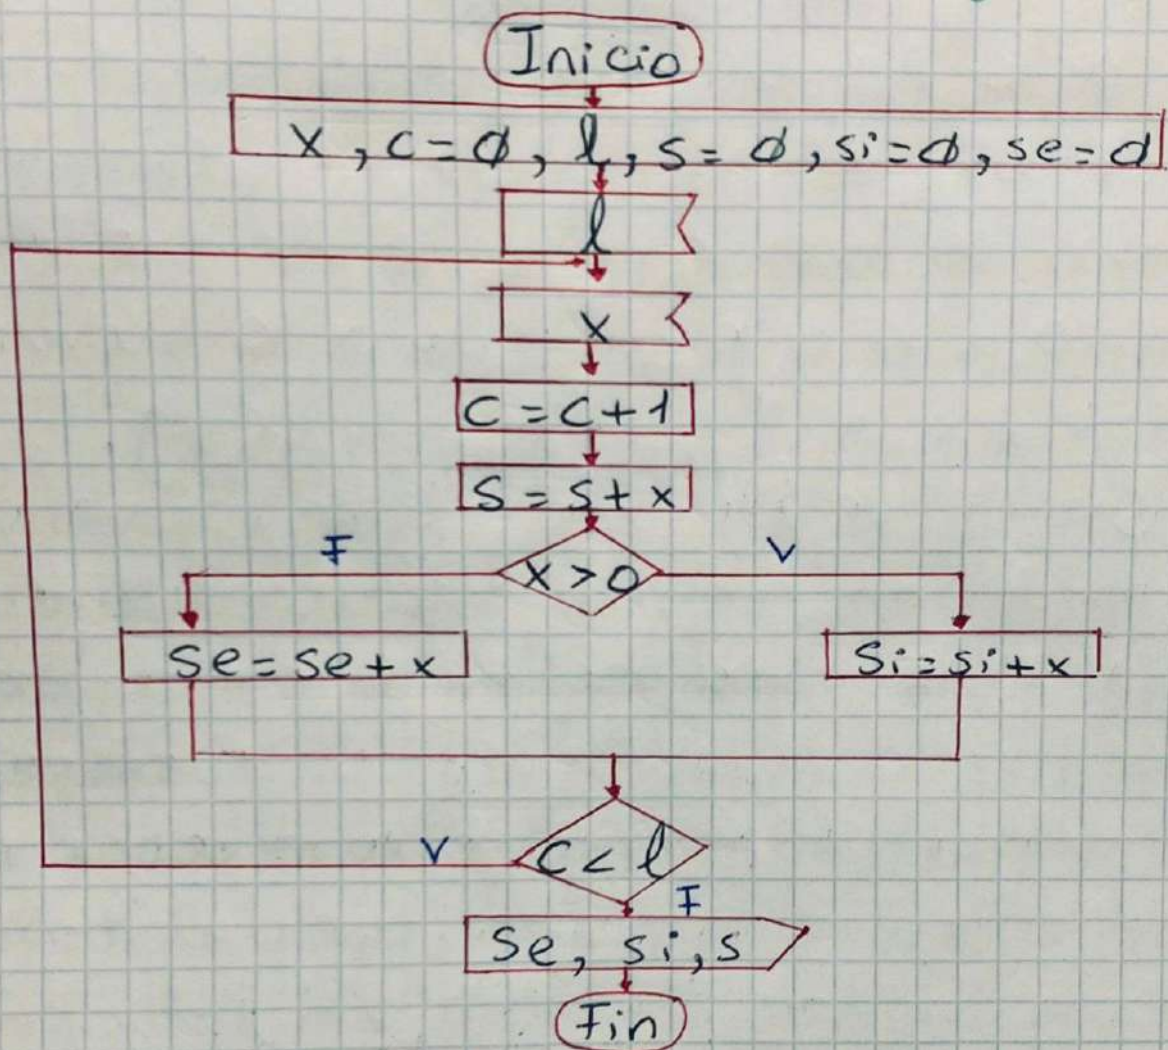 Inicio
x, c=0, l, s=0, si=0, se=0
l
x
C=C+1
S=s+x
F
x>0
V
Se=se+x
Si=si+x
V
C<l
F
Se, si, s
Fin